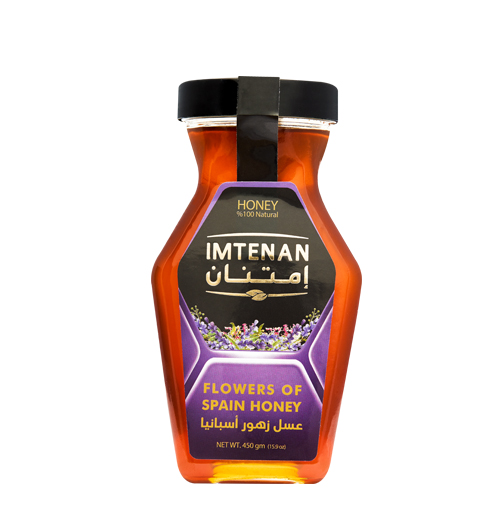 HONEY
%100 Natural
IMTENAN
إمتنان
FLOWERS OF
SPAIN HONEY
عسل زهور أسبانيا
NET WT. 450 gm (15.9 oz)